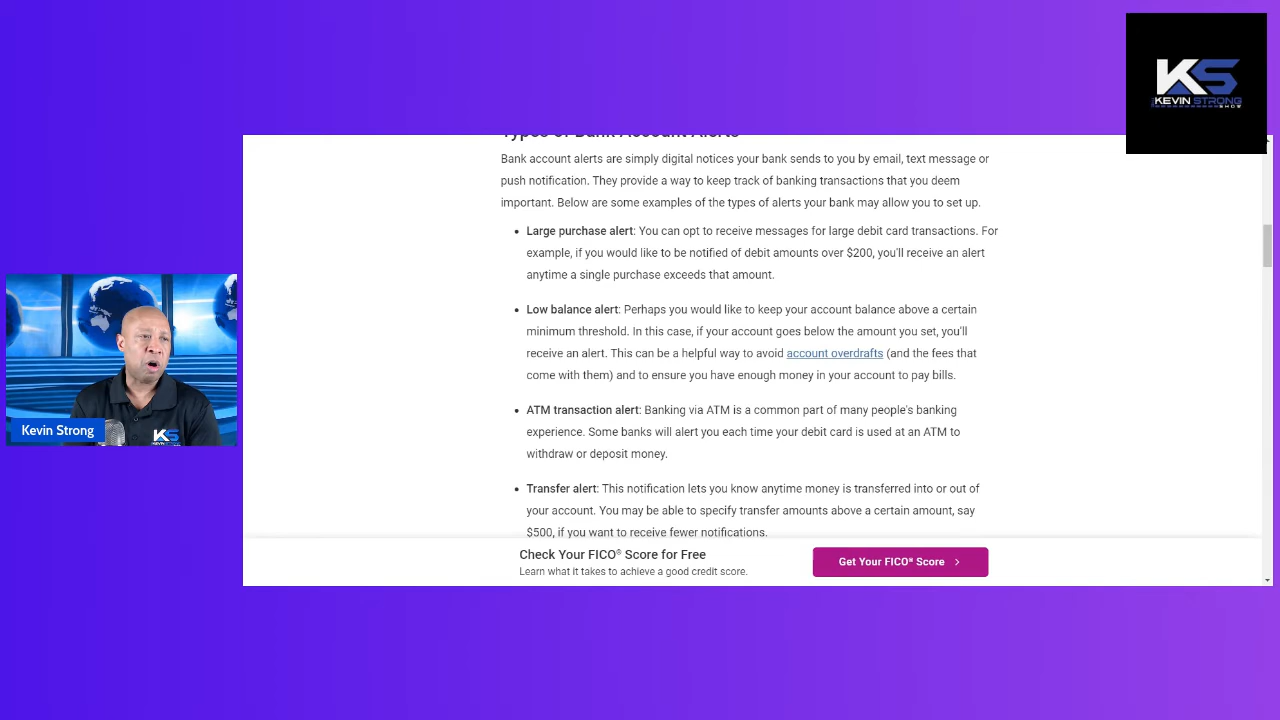 KS
KEVIN STRONG
SHOW
Types of Bank Account Alerts
Bank account alerts are simply digital notices your bank sends to you by email, text message or
push notification. They provide a way to keep track of banking transactions that you deem
important. Below are some examples of the types of alerts your bank may allow you to set up.
• Large purchase alert: You can opt to receive messages for large debit card transactions. For
example, if you would like to be notified of debit amounts over $200, you'll receive an alert
anytime a single purchase exceeds that amount.
• Low balance alert: Perhaps you would like to keep your account balance above a certain
minimum threshold. In this case, if your account goes below the amount you set, you'll
receive an alert. This can be a helpful way to avoid account overdrafts (and the fees that
come with them) and to ensure you have enough money in your account to pay bills.
• ATM transaction alert: Banking via ATM is a common part of many people's banking
experience. Some banks will alert you each time your debit card is used at an ATM to
withdraw or deposit money.
• Transfer alert: This notification lets you know anytime money is transferred into or out of
your account. You may be able to specify transfer amounts above a certain amount, say
$500, if you want to receive fewer notifications.
Check Your FICO® Score for Free
Learn what it takes to achieve a good credit score.
Get Your FICO® Score
Kevin Strong
KS